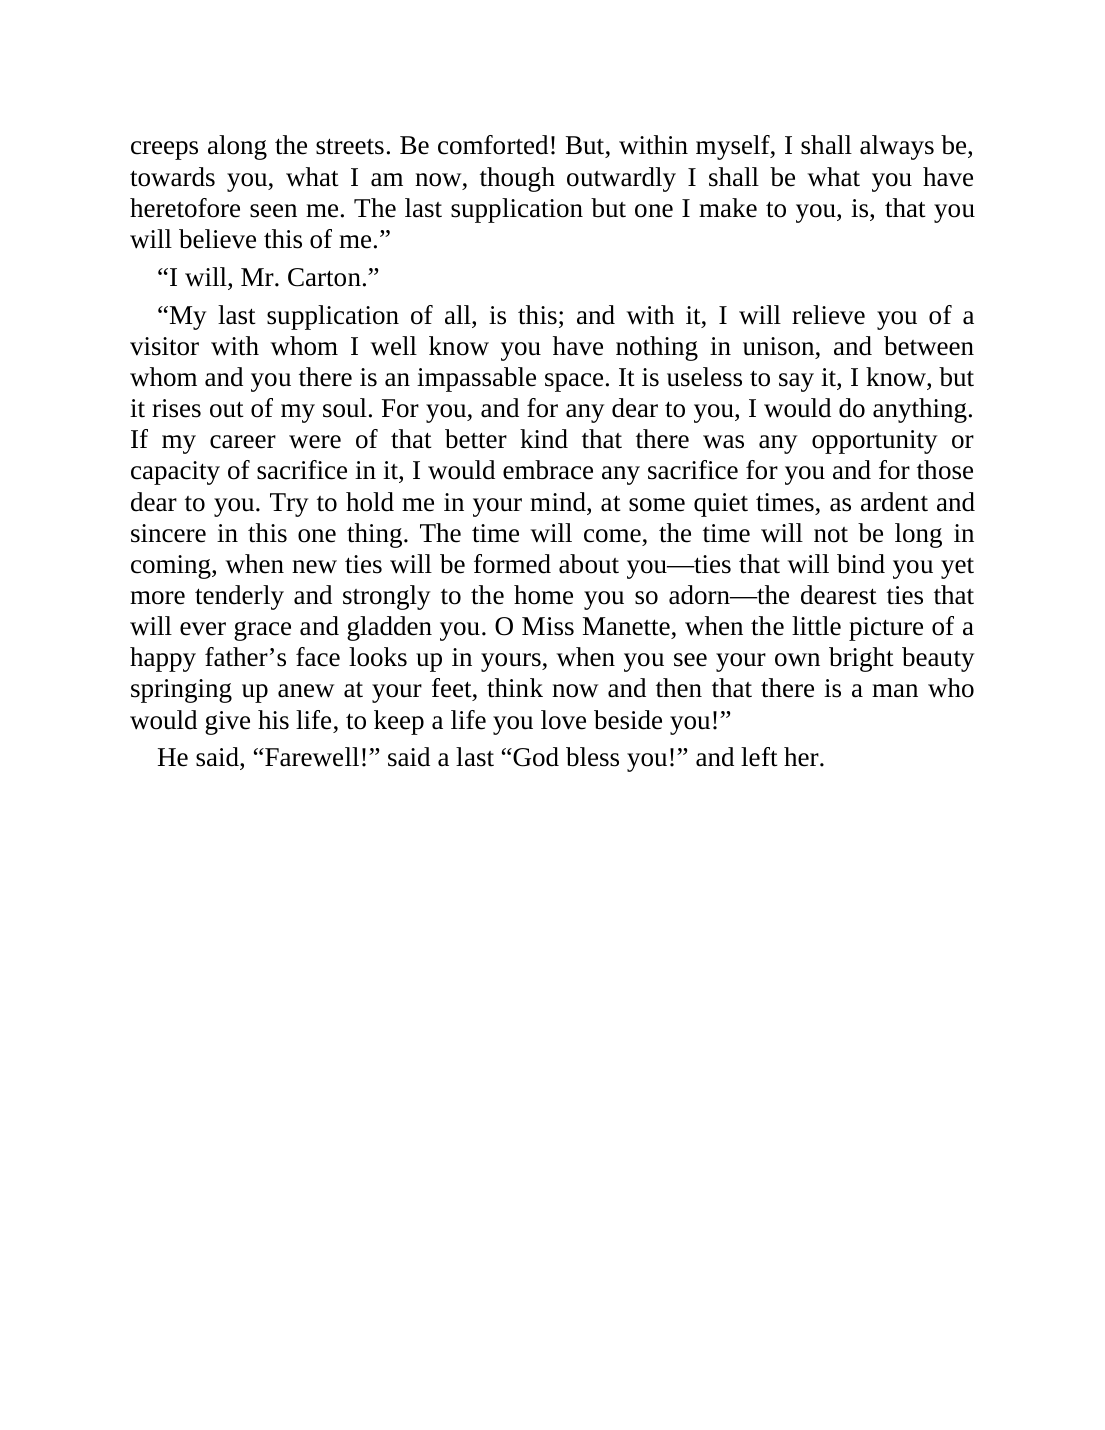 creeps along the streets. Be comforted! But, within myself, I shall always be,
towards you, what I am now, though outwardly I shall be what you have
heretofore seen me. The last supplication but one I make to you, is, that you
will believe this of me.”
“I will, Mr. Carton.”
“My last supplication of all, is this; and with it, I will relieve you of a
visitor with whom I well know you have nothing in unison, and between
whom and you there is an impassable space. It is useless to say it, I know, but
it rises out of my soul. For you, and for any dear to you, I would do anything.
If my career were of that better kind that there was any opportunity or
capacity of sacrifice in it, I would embrace any sacrifice for you and for those
dear to you. Try to hold me in your mind, at some quiet times, as ardent and
sincere in this one thing. The time will come, the time will not be long in
coming, when new ties will be formed about you—ties that will bind you yet
more tenderly and strongly to the home you so adorn—the dearest ties that
will ever grace and gladden you. O Miss Manette, when the little picture of a
happy father’s face looks up in yours, when you see your own bright beauty
springing up anew at your feet, think now and then that there is a man who
would give his life, to keep a life you love beside you!”
He said, “Farewell!” said a last “God bless you!” and left her.